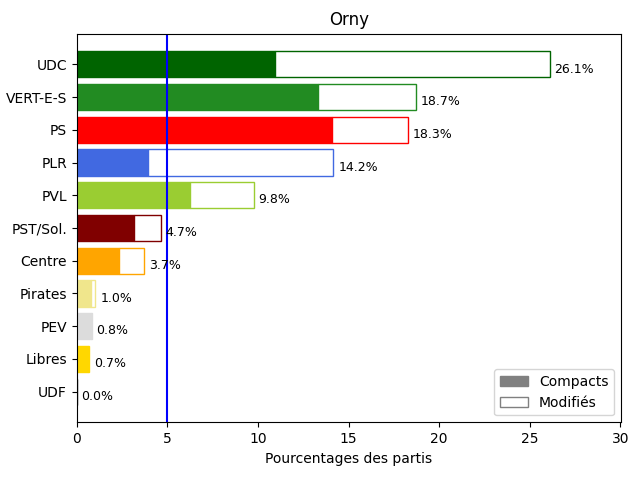 Orny
UDC 26.1%
VERT-E-S 18.7%
PS 18.3%
PLR 14.2%
PVL 9.8%
PST/Sol. 4.7%
Centre 3.7%
Pirates 1.0%
PEV 0.8%
Libres 0.7%
UDF 0.0%
Compacts
Modifiés
0 5 10 15 20 25 30
Pourcentages des partis